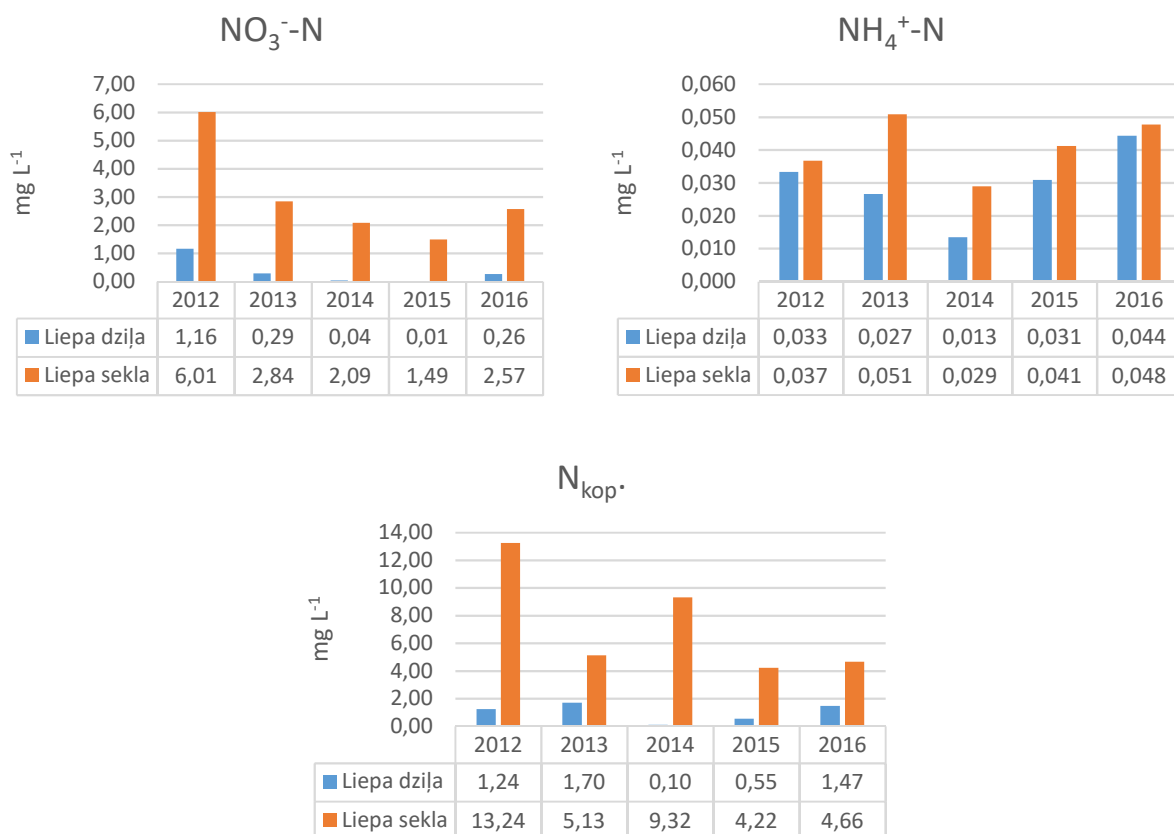 NO₃⁻-N
mg L⁻¹
7,00
6,00
5,00
4,00
3,00
2,00
1,00
0,00
2012 2013 2014 2015 2016
Liepa dziļa 1,16 0,29 0,04 0,01 0,26
Liepa sekla 6,01 2,84 2,09 1,49 2,57
NH₄⁺-N
mg L⁻¹
0,060
0,050
0,040
0,030
0,020
0,010
0,000
2012 2013 2014 2015 2016
Liepa dziļa 0,033 0,027 0,013 0,031 0,044
Liepa sekla 0,037 0,051 0,029 0,041 0,048
Nkop.
mg L⁻¹
14,00
12,00
10,00
8,00
6,00
4,00
2,00
0,00
2012 2013 2014 2015 2016
Liepa dziļa 1,24 1,70 0,10 0,55 1,47
Liepa sekla 13,24 5,13 9,32 4,22 4,66